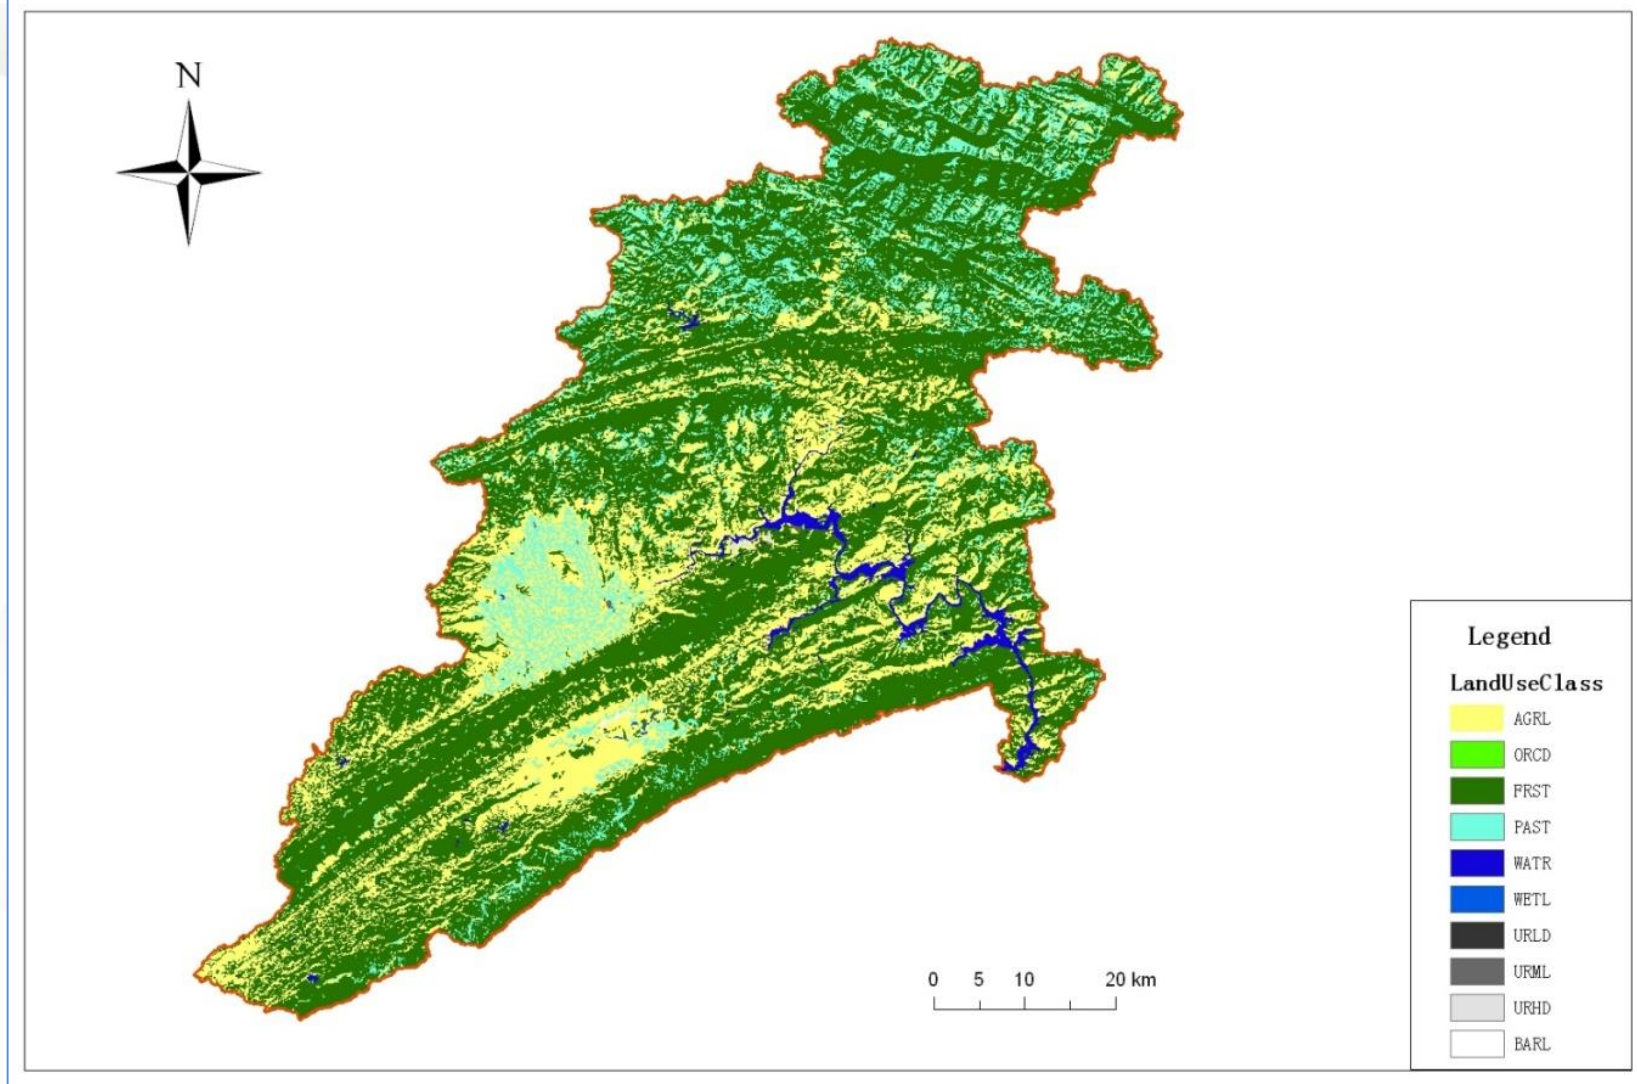 N
Legend
LandUseClass
AGRL
ORCD
FRST
PAST
WATR
WETL
URLD
URML
URHD
BARL
0 5 10 20 km